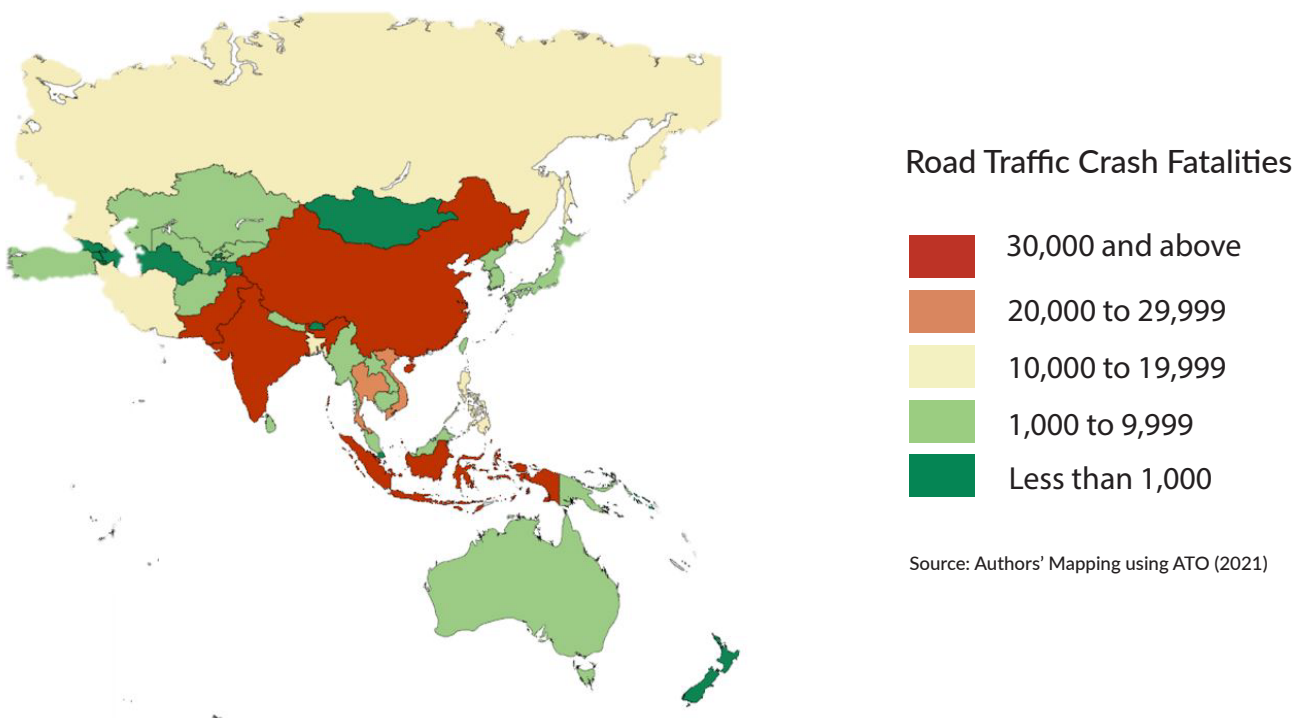 Road Traffic Crash Fatalities
30,000 and above
20,000 to 29,999
10,000 to 19,999
1,000 to 9,999
Less than 1,000
Source: Authors’ Mapping using ATO (2021)